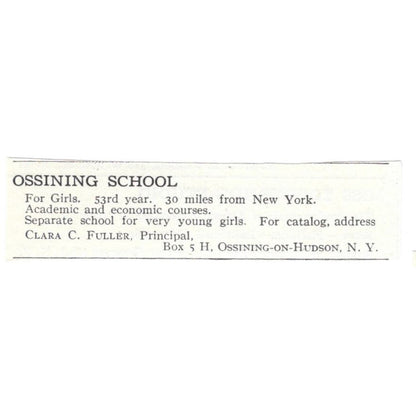 OSSINING SCHOOL
For Girls. 53rd year. 30 miles from New York.
Academic and economic courses.
Separate school for very young girls. For catalog, address
CLARA C. FULLER, Principal,
Box 5 H, OSSINING-ON-HUDSON, N. Y.